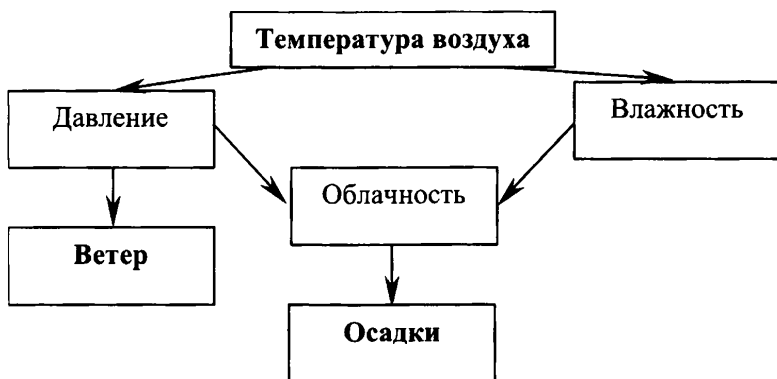 Температура воздуха
Давление
Влажность
Облачность
Ветер
Осадки